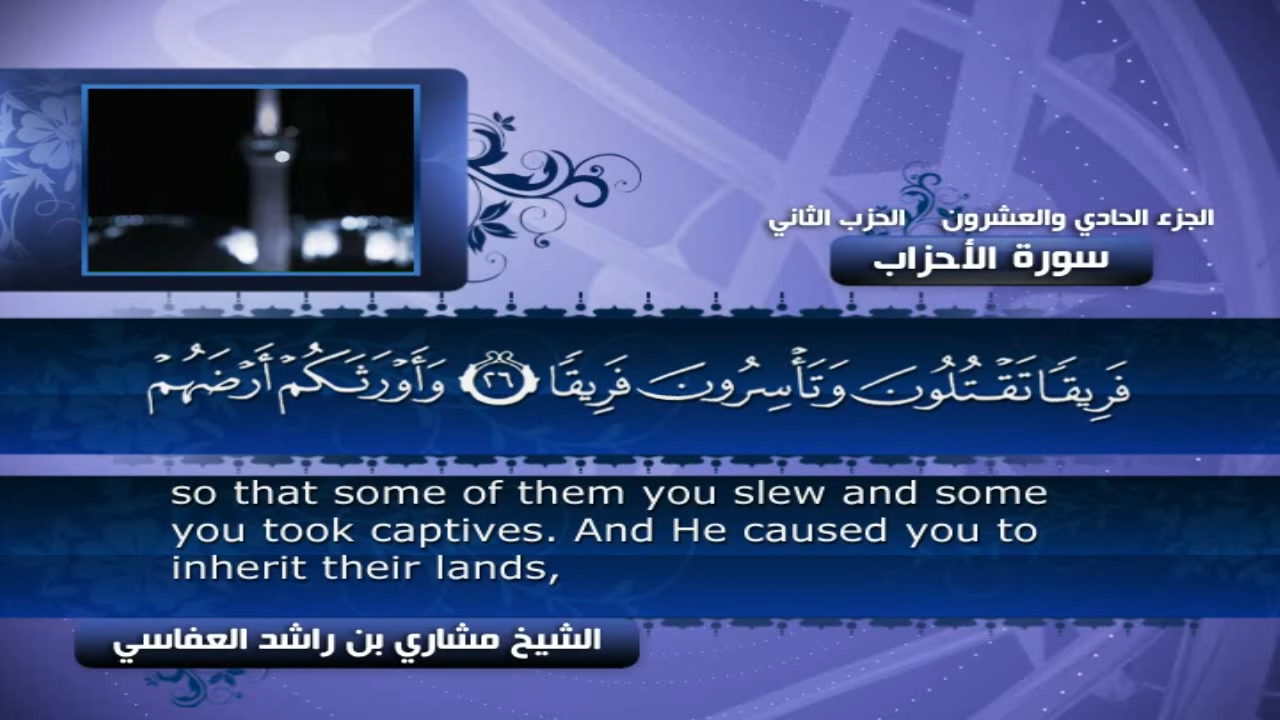 الجزء الحادي والعشرون الحزب الثاني
سورة الأحزاب
فَرِيقًا تَقْتُلُونَ وَتَأْسِرُونَ فَرِيقًا ٢٦ وَأَوْرَثَكُمْ أَرْضَهُمْ
so that some of them you slew and some
you took captives. And He caused you to
inherit their lands,
الشيخ مشاري بن راشد العفاسي